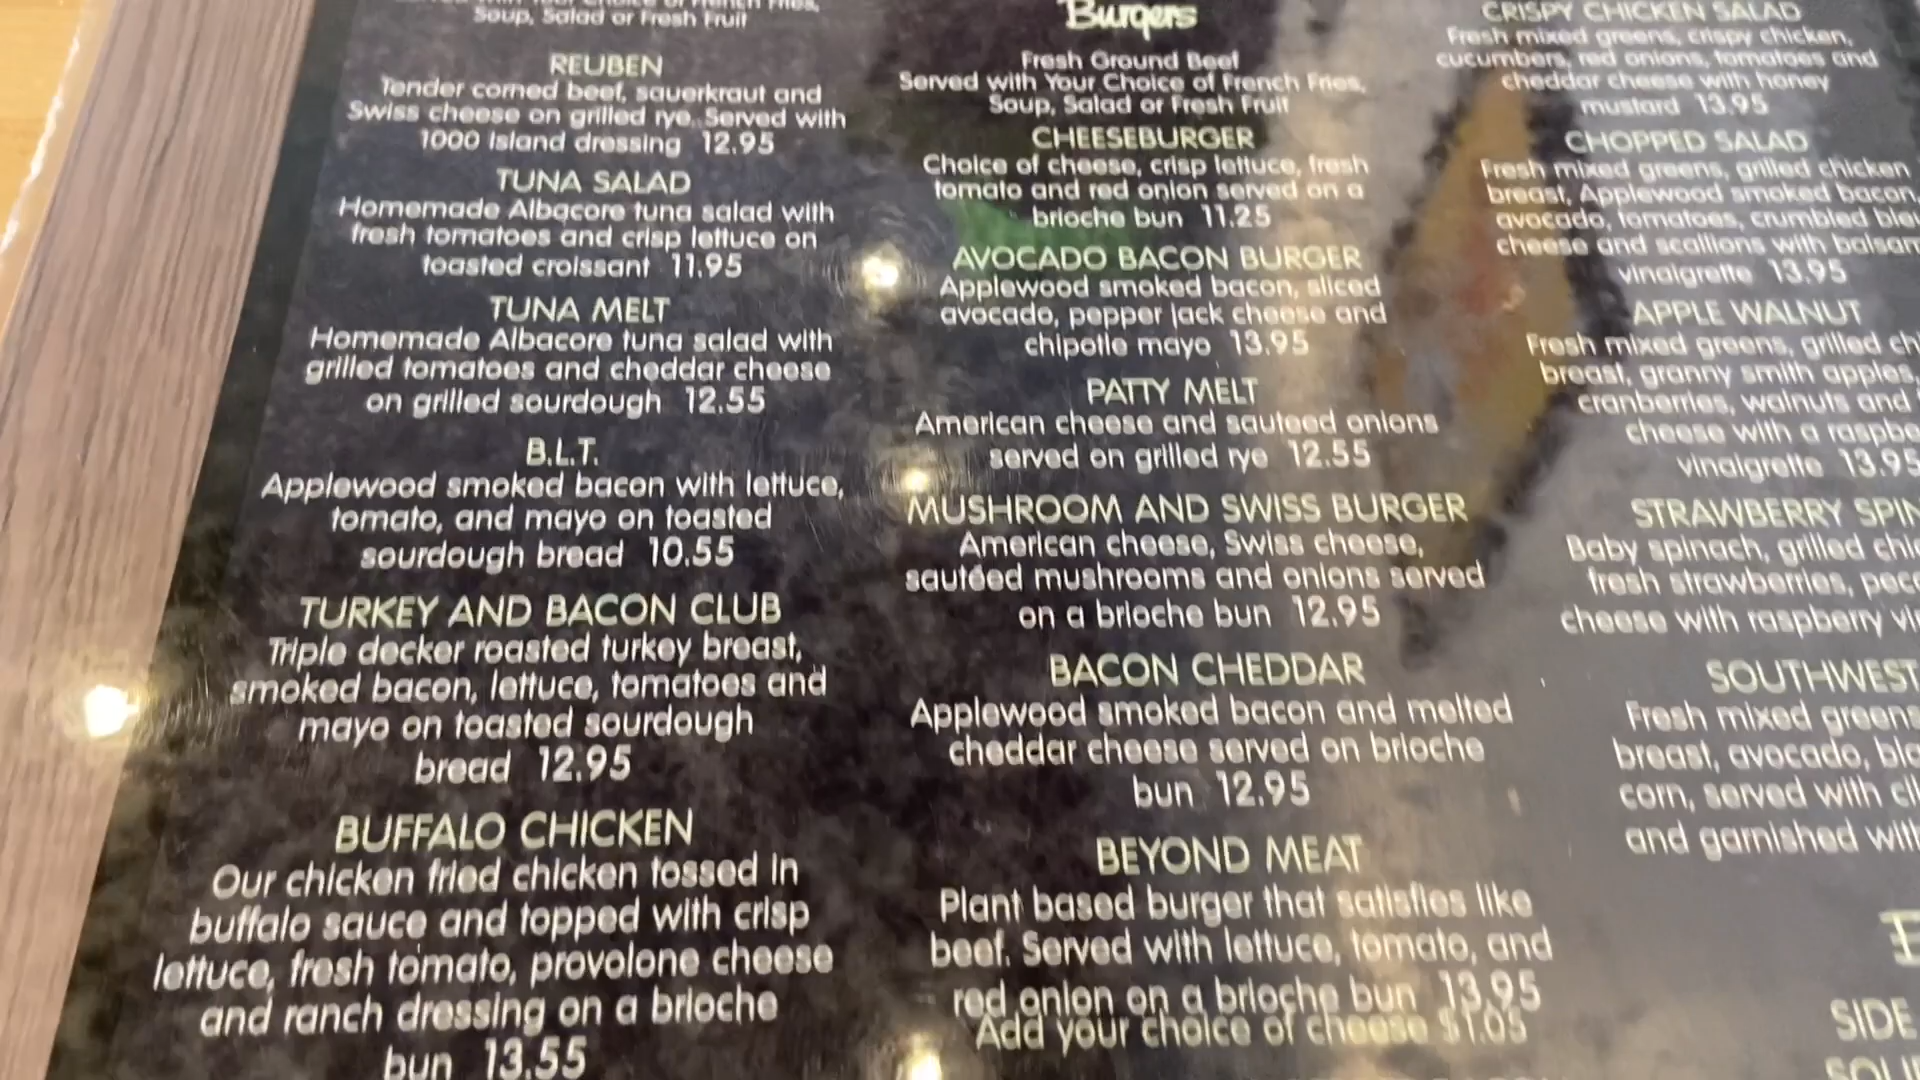 Soup, Salad or Fresh Fruit
REUBEN
Tender corned beef, sauerkraut and
Swiss cheese on grilled rye. Served with
1000 Island dressing 12.95
TUNA SALAD
Homemade Albacore tuna salad with
fresh tomatoes and crisp lettuce on
toasted croissant 11.95
TUNA MELT
Homemade Albacore tuna salad with
grilled tomatoes and cheddar cheese
on grilled sourdough 12.55
B.L.T.
Applewood smoked bacon with lettuce,
tomato, and mayo on toasted
sourdough bread 10.55
TURKEY AND BACON CLUB
Triple decker roasted turkey breast,
smoked bacon, lettuce, tomatoes and
mayo on toasted sourdough
bread 12.95
BUFFALO CHICKEN
Our chicken fried chicken tossed in
buffalo sauce and topped with crisp
lettuce, fresh tomato, provolone cheese
and ranch dressing on a brioche
bun 13.55
Burgers
Fresh Ground Beef
Served with Your Choice of French Fries,
Soup, Salad or Fresh Fruit
CHEESEBURGER
Choice of cheese, crisp lettuce, fresh
tomato and red onion served on a
brioche bun 11.25
AVOCADO BACON BURGER
Applewood smoked bacon, sliced
avocado, pepper jack cheese and
chipotle mayo 13.95
PATTY MELT
American cheese and sauteed onions
served on grilled rye 12.55
MUSHROOM AND SWISS BURGER
American cheese, Swiss cheese,
sautéed mushrooms and onions served
on a brioche bun 12.95
BACON CHEDDAR
Applewood smoked bacon and melted
cheddar cheese served on brioche
bun 12.95
BEYOND MEAT
Plant based burger that satisfies like
beef. Served with lettuce, tomato, and
red onion on a brioche bun 13.95
Add your choice of cheese $1.05
CRISPY CHICKEN SALAD
Fresh mixed greens, crispy chicken,
cucumbers, red onions, tomatoes and
cheddar cheese with honey
mustard 13.95
CHOPPED SALAD
Fresh mixed greens, grilled chicken
breast, Applewood smoked bacon,
avocado, tomatoes, crumbled
cheese and scallions with
vinaigrette 13.95
APPLE WALNUT
Fresh mixed greens, grilled
breast, granny smith apples,
cranberries, walnuts and
cheese with a
vinaigrette 13.95
STRAWBERRY
Baby spinach, grilled
fresh strawberries,
cheese with raspberry
SOUTHWEST
Fresh mixed greens
breast, avocado,
corn, served with
and garnished with
SIDE